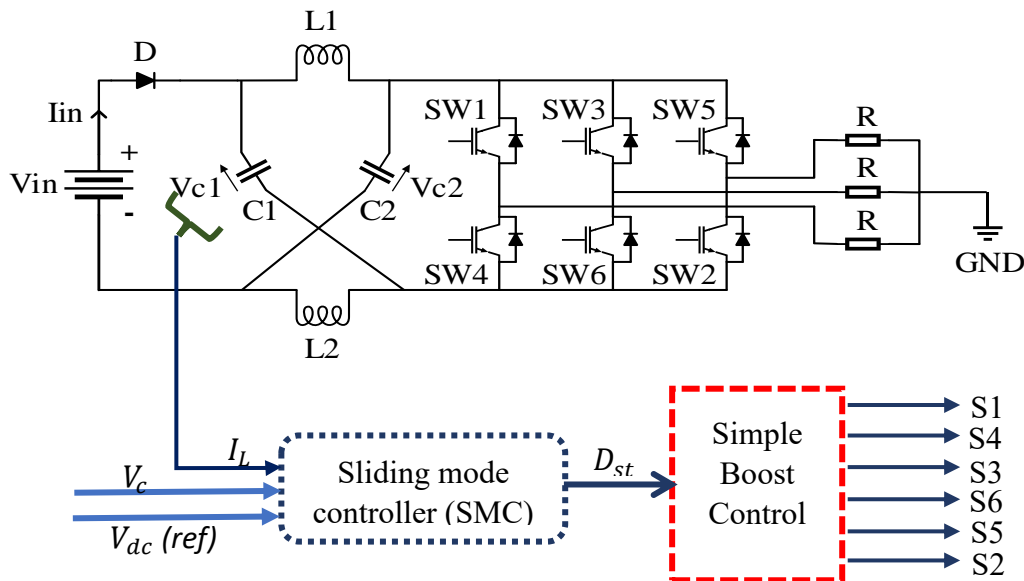 L1
D
Iin
+
Vin
-
Vc1
C1
C2
Vc2
SW1
SW3
SW5
SW4
SW6
SW2
R
R
R
GND
L2
I_L
V_c
V_dc (ref)
Sliding mode
controller (SMC)
D_st
Simple
Boost
Control
S1
S4
S3
S6
S5
S2